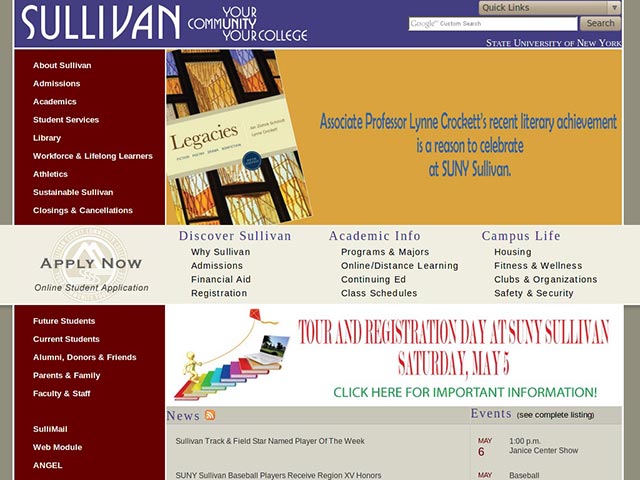 SULLIVAN
YOUR
COMMUNITY
YOUR COLLEGE
Quick Links
Google™ Custom Search
Search
STATE UNIVERSITY OF NEW YORK
About Sullivan
Admissions
Academics
Student Services
Library
Workforce & Lifelong Learners
Athletics
Sustainable Sullivan
Closings & Cancellations
Legacies
FICTION POETRY DRAMA NONFICTION
Lynne Crockett
Associate Professor Lynne Crockett's recent literary achievement
is a reason to celebrate
at SUNY Sullivan.
APPLY NOW
Online Student Application
Discover Sullivan
Why Sullivan
Admissions
Financial Aid
Registration
Academic Info
Programs & Majors
Online/Distance Learning
Continuing Ed
Class Schedules
Campus Life
Housing
Fitness & Wellness
Clubs & Organizations
Safety & Security
Future Students
Current Students
Alumni, Donors & Friends
Parents & Family
Faculty & Staff
SulliMail
Web Module
ANGEL
TOUR AND REGISTRATION DAY AT SUNY SULLIVAN
SATURDAY, MAY 5
CLICK HERE FOR IMPORTANT INFORMATION!
News
Sullivan Track & Field Star Named Player Of The Week
SUNY Sullivan Baseball Players Receive Region XV Honors
Events (see complete listing)
MAY
6
1:00 p.m.
Janice Center Show
MAY
Baseball